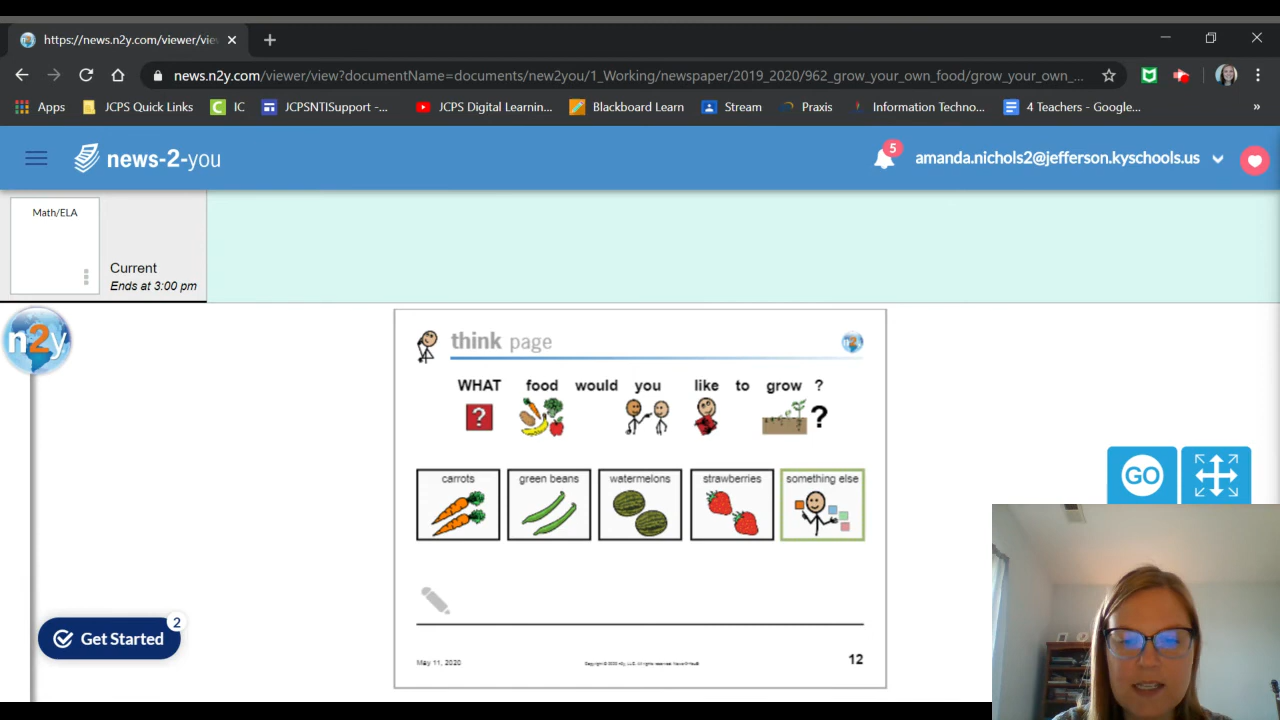 https://news.n2y.com/viewer/vie
news.n2y.com/viewer/view?documentName=documents/new2you/1_Working/newspaper/2019_2020/962_grow_your_own_food/grow_your_own_...
Apps JCPS Quick Links IC JCPSNTISupport -... JCPS Digital Learnin... Blackboard Learn Stream Praxis Information Techno... 4 Teachers - Google... »
news-2-you 5 amanda.nichols2@jefferson.kyschools.us
Math/ELA
Current
Ends at 3:00 pm
n2y
think page
WHAT food would you like to grow ?
? ?
carrots green beans watermelons strawberries something else
GO
Get Started 2
May 11, 2020 12